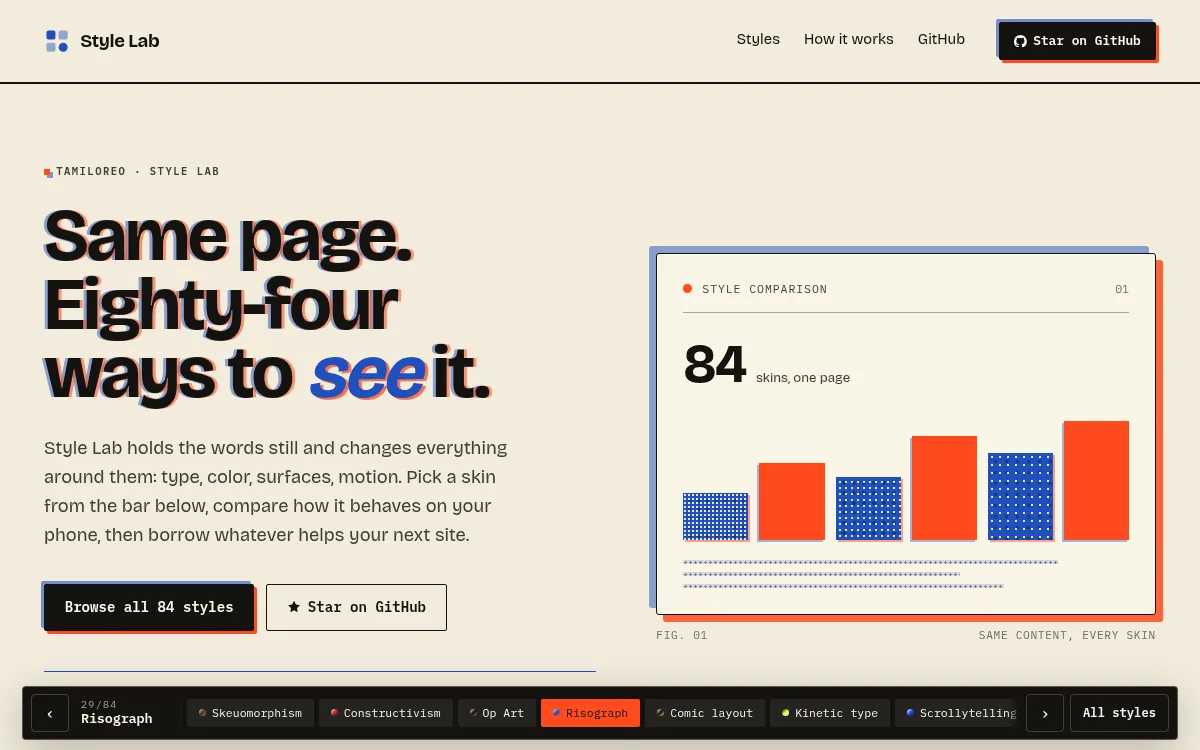 Style Lab
Styles
How it works
GitHub
Star on GitHub
TAMILOREO · STYLE LAB
Same page.
Eighty-four
ways to see it.
Style Lab holds the words still and changes everything
around them: type, color, surfaces, motion. Pick a skin
from the bar below, compare how it behaves on your
phone, then borrow whatever helps your next site.
Browse all 84 styles
★ Star on GitHub
STYLE COMPARISON
01
84 skins, one page
FIG. 01
SAME CONTENT, EVERY SKIN
‹
29/84
Risograph
Skeuomorphism
Constructivism
Op Art
Risograph
Comic layout
Kinetic type
Scrollytelling
›
All styles